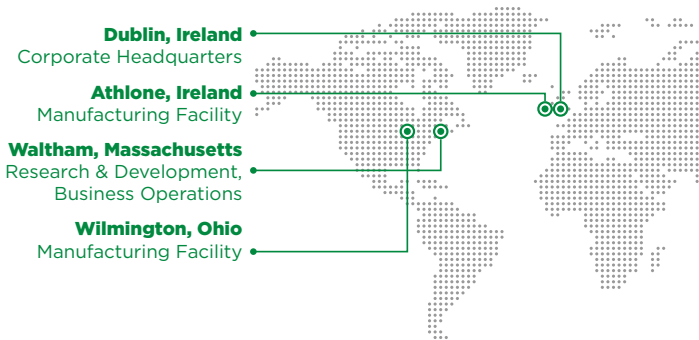 Dublin, Ireland
Corporate Headquarters
Athlone, Ireland
Manufacturing Facility
Waltham, Massachusetts
Research & Development,
Business Operations
Wilmington, Ohio
Manufacturing Facility